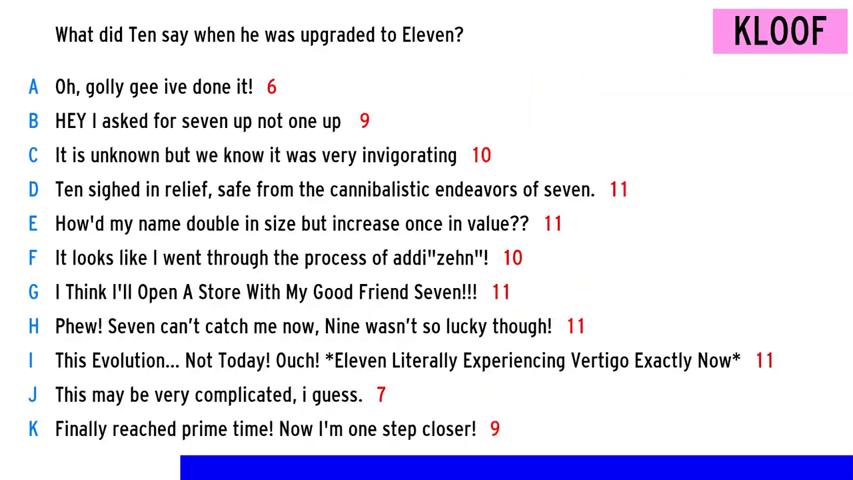 What did Ten say when he was upgraded to Eleven?
KLOOF
A Oh, golly gee ive done it! 6
B HEY I asked for seven up not one up 9
C It is unknown but we know it was very invigorating 10
D Ten sighed in relief, safe from the cannibalistic endeavors of seven. 11
E How'd my name double in size but increase once in value?? 11
F It looks like I went through the process of addi"zehn"! 10
G I Think I'll Open A Store With My Good Friend Seven!!! 11
H Phew! Seven can't catch me now, Nine wasn't so lucky though! 11
I This Evolution... Not Today! Ouch! *Eleven Literally Experiencing Vertigo Exactly Now* 11
J This may be very complicated, i guess. 7
K Finally reached prime time! Now I'm one step closer! 9